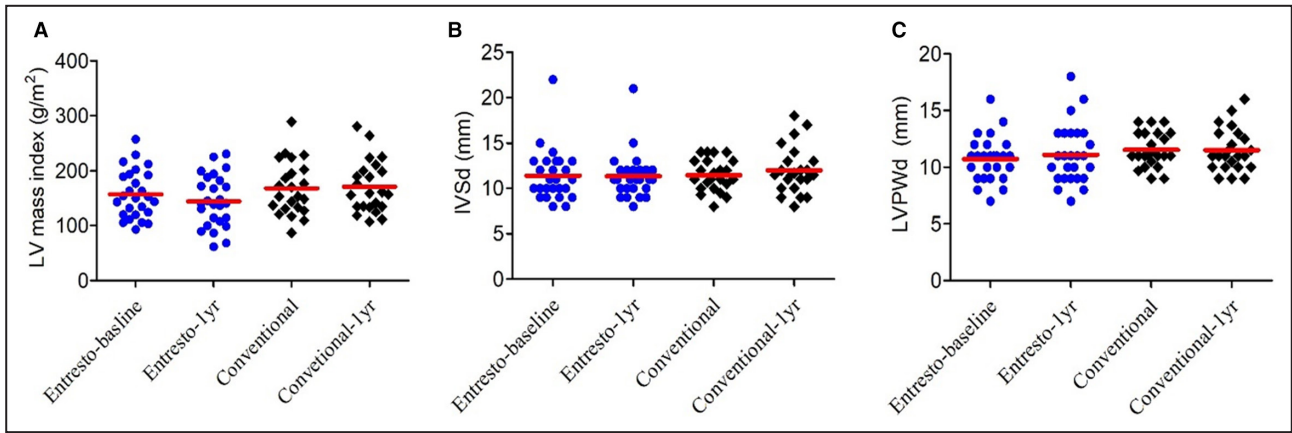 A
LV mass index (g/m²)
400
300
200
100
0
Entresto-basline
Entresto-1yr
Conventional
Convetional-1yr
B
IVSd (mm)
25
20
15
10
5
0
Entresto-baseline
Entresto-1yr
Conventional
Conventional-1yr
C
LVPWd (mm)
20
15
10
5
0
Entresto-baseline
Entresto-1yr
Conventional
Conventional-1yr